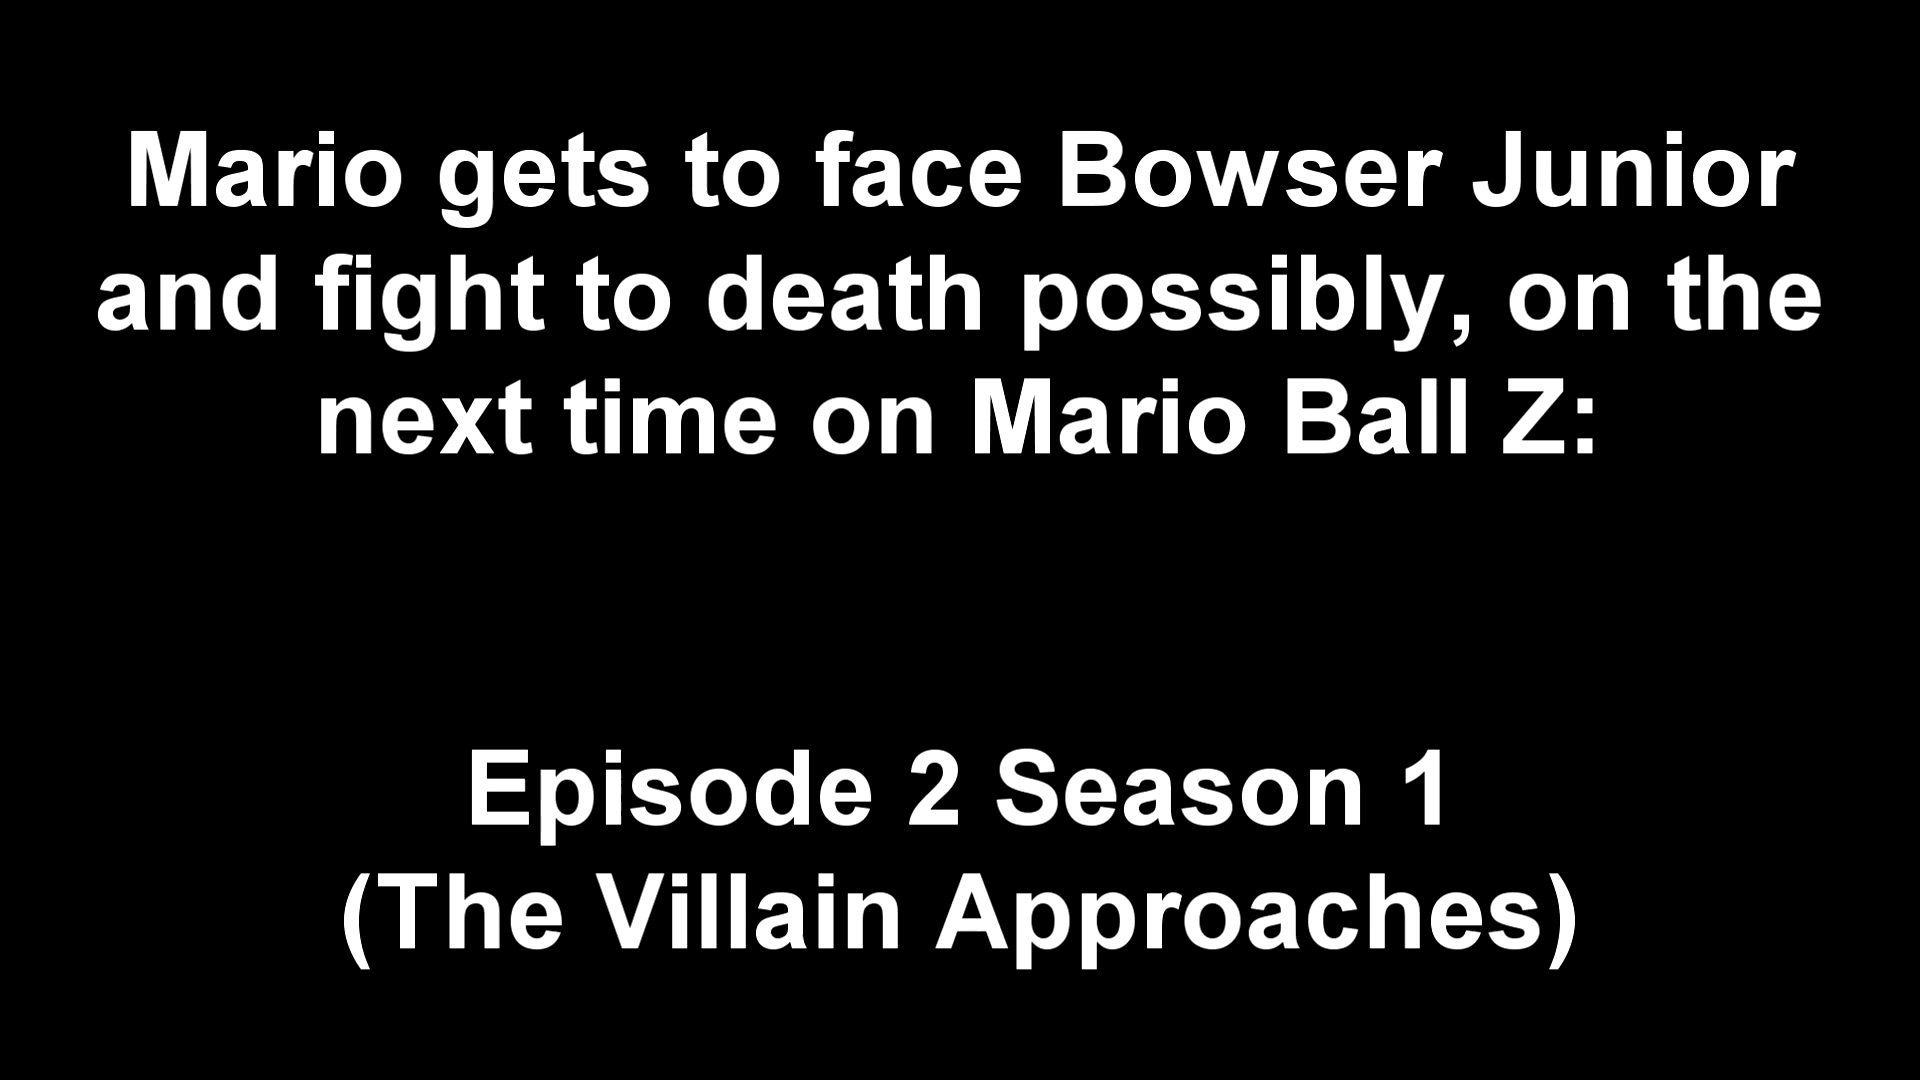 Mario gets to face Bowser Junior
and fight to death possibly, on the
next time on Mario Ball Z:
Episode 2 Season 1
(The Villain Approaches)